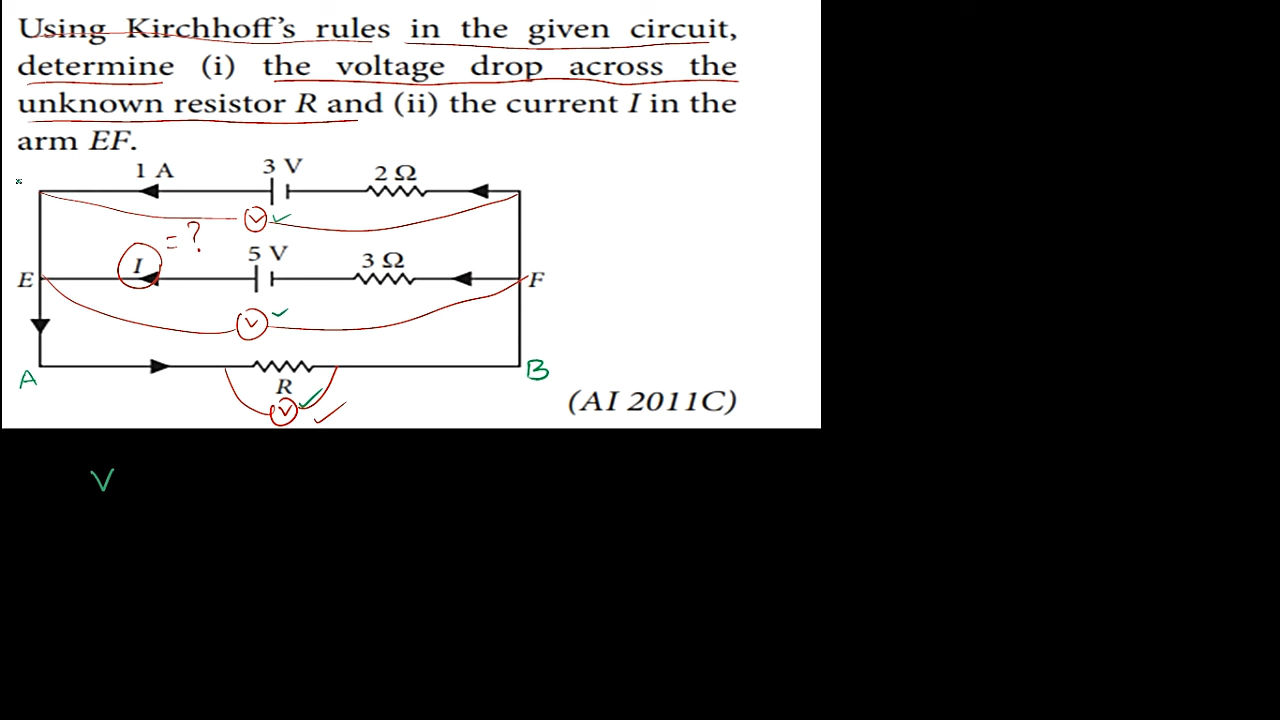 Using Kirchhoff's rules in the given circuit,
determine (i) the voltage drop across the
unknown resistor R and (ii) the current I in the
arm EF.
1 A 3 V 2 Ω
V
= ?
I 5 V 3 Ω
E F
V
A B
R
V
(AI 2011C)
V